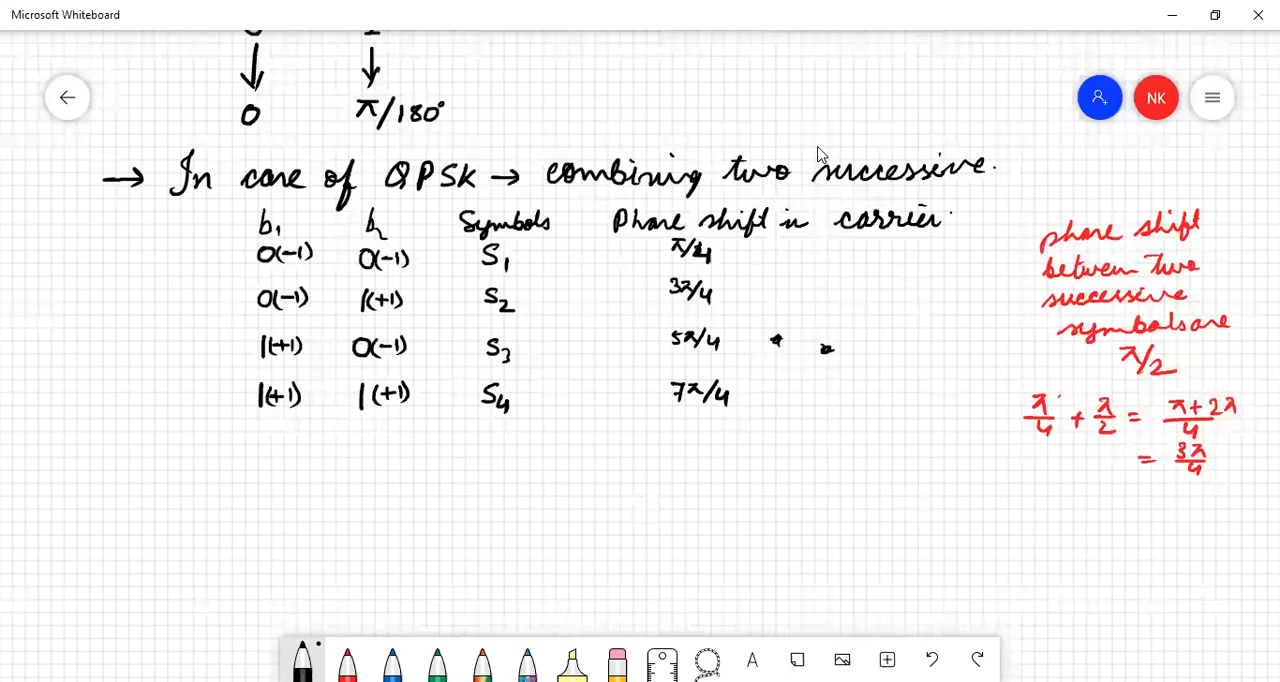 Microsoft Whiteboard
0 π/180°
NK
→ In case of QPSK → combining two successive.
b1 b2 Symbols Phase shift in carrier.
0(-1) 0(-1) S1 π/4
0(-1) 1(+1) S2 3π/4
1(+1) 0(-1) S3 5π/4
1(+1) 1(+1) S4 7π/4
phase shift
between two
successive
symbols are
π/2
π/4 + π/2 = π+2π/4
= 3π/4
A